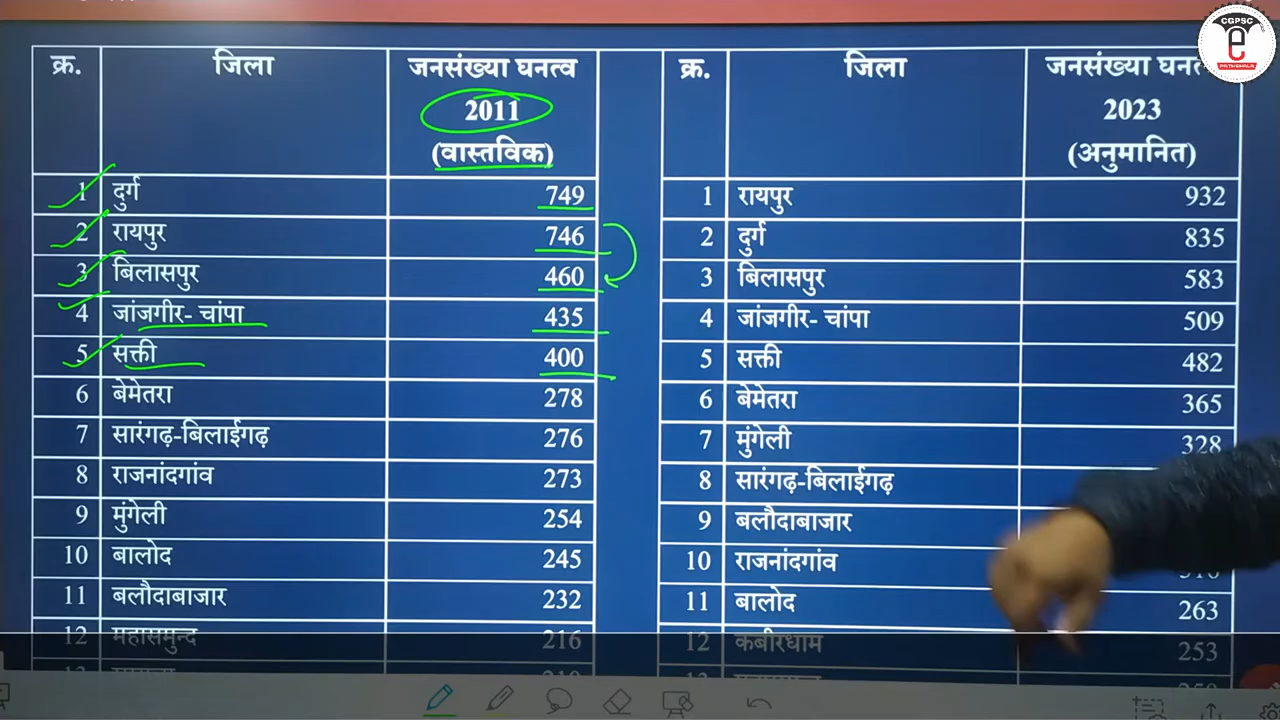 CGPSC
e
PATHSHALA
क्र. जिला जनसंख्या घनत्व 2011 (वास्तविक)
1 दुर्ग 749
2 रायपुर 746
3 बिलासपुर 460
4 जांजगीर- चांपा 435
5 सक्ती 400
6 बेमेतरा 278
7 सारंगढ़-बिलाईगढ़ 276
8 राजनांदगांव 273
9 मुंगेली 254
10 बालोद 245
11 बलौदाबाजार 232
12 महासमुन्द 216
क्र. जिला जनसंख्या 2023 (अनुमानित)
1 रायपुर 932
2 दुर्ग 835
3 बिलासपुर 583
4 जांजगीर- चांपा 509
5 सक्ती 482
6 बेमेतरा 365
7 मुंगेली 328
8 सारंगढ़-बिलाईगढ़
9 बलौदाबाजार
10 राजनांदगांव
11 बालोद 263
12 कबीरधाम 253